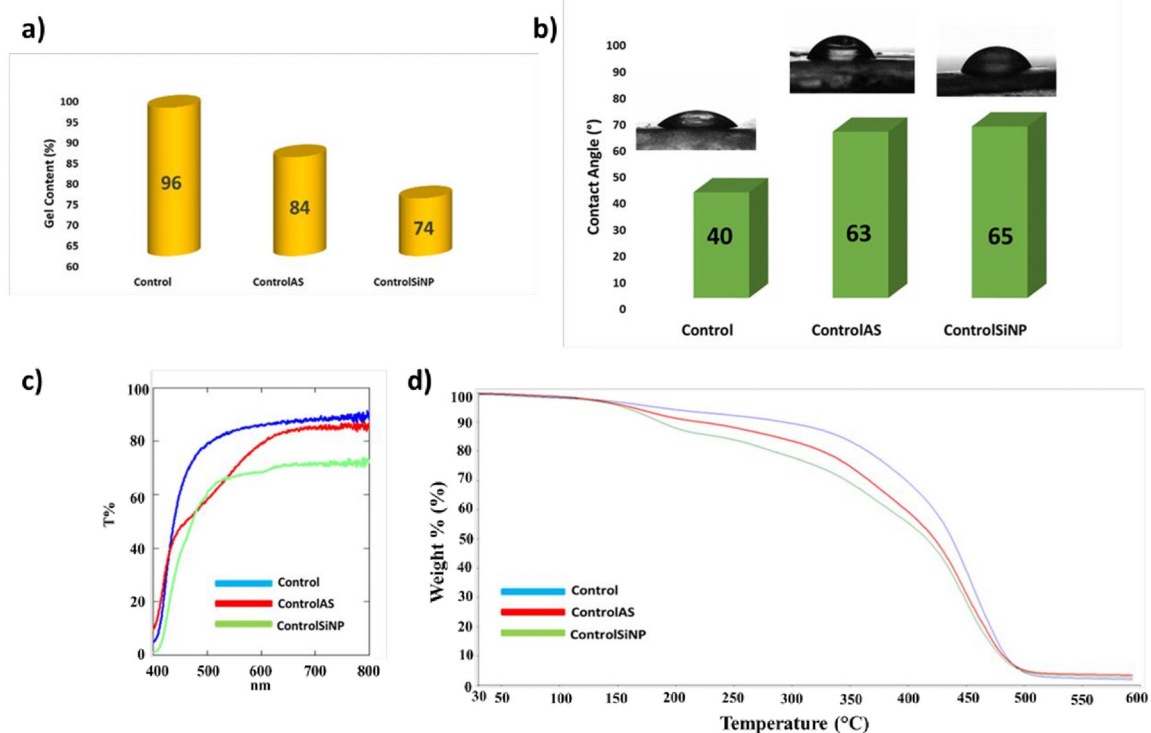 a)
Gel Content (%)
100
95
90
85
80
75
70
65
60
96
84
74
Control
ControlAS
ControlSiNP
b)
Contact Angle (°)
100
90
80
70
60
50
40
30
20
10
0
40
63
65
Control
ControlAS
ControlSiNP
c)
T%
100
80
60
40
20
0
Control
ControlAS
ControlSiNP
400 500 600 700 800
nm
d)
Weight % (%)
100
90
80
70
60
50
40
30
20
10
0
Control
ControlAS
ControlSiNP
30 50 100 150 200 250 300 350 400 450 500 550 600
Temperature (°C)